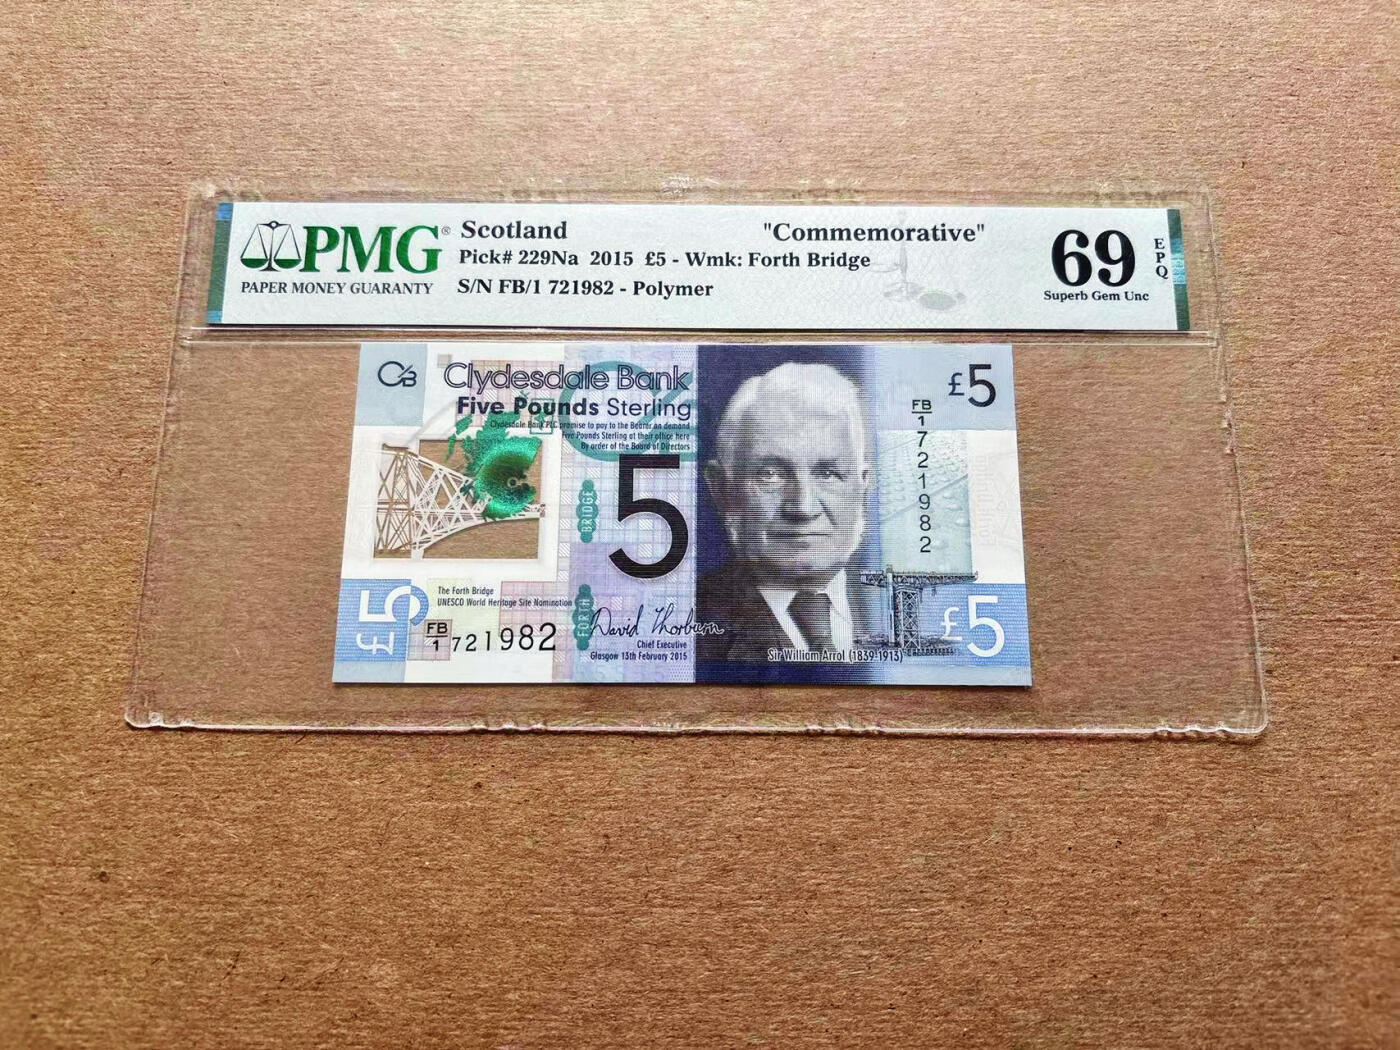 PMG®
PAPER MONEY GUARANTY
Scotland "Commemorative"
Pick# 229Na 2015 £5 - Wmk: Forth Bridge
S/N FB/1 721982 - Polymer
69
EPQ
Superb Gem Unc
CB
Clydesdale Bank
Five Pounds Sterling
Clydesdale Bank PLC promise to pay to the Bearer on demand
Five Pounds Sterling at their office here
By order of the Board of Directors
5
FORTH BRIDGE
The Forth Bridge
UNESCO World Heritage Site Nomination
£5
FB/1 721982
David Thorburn
Chief Executive
Glasgow 13th February 2015
£5
FB/1 721982
£5
Sir William Arrol (1839-1913)